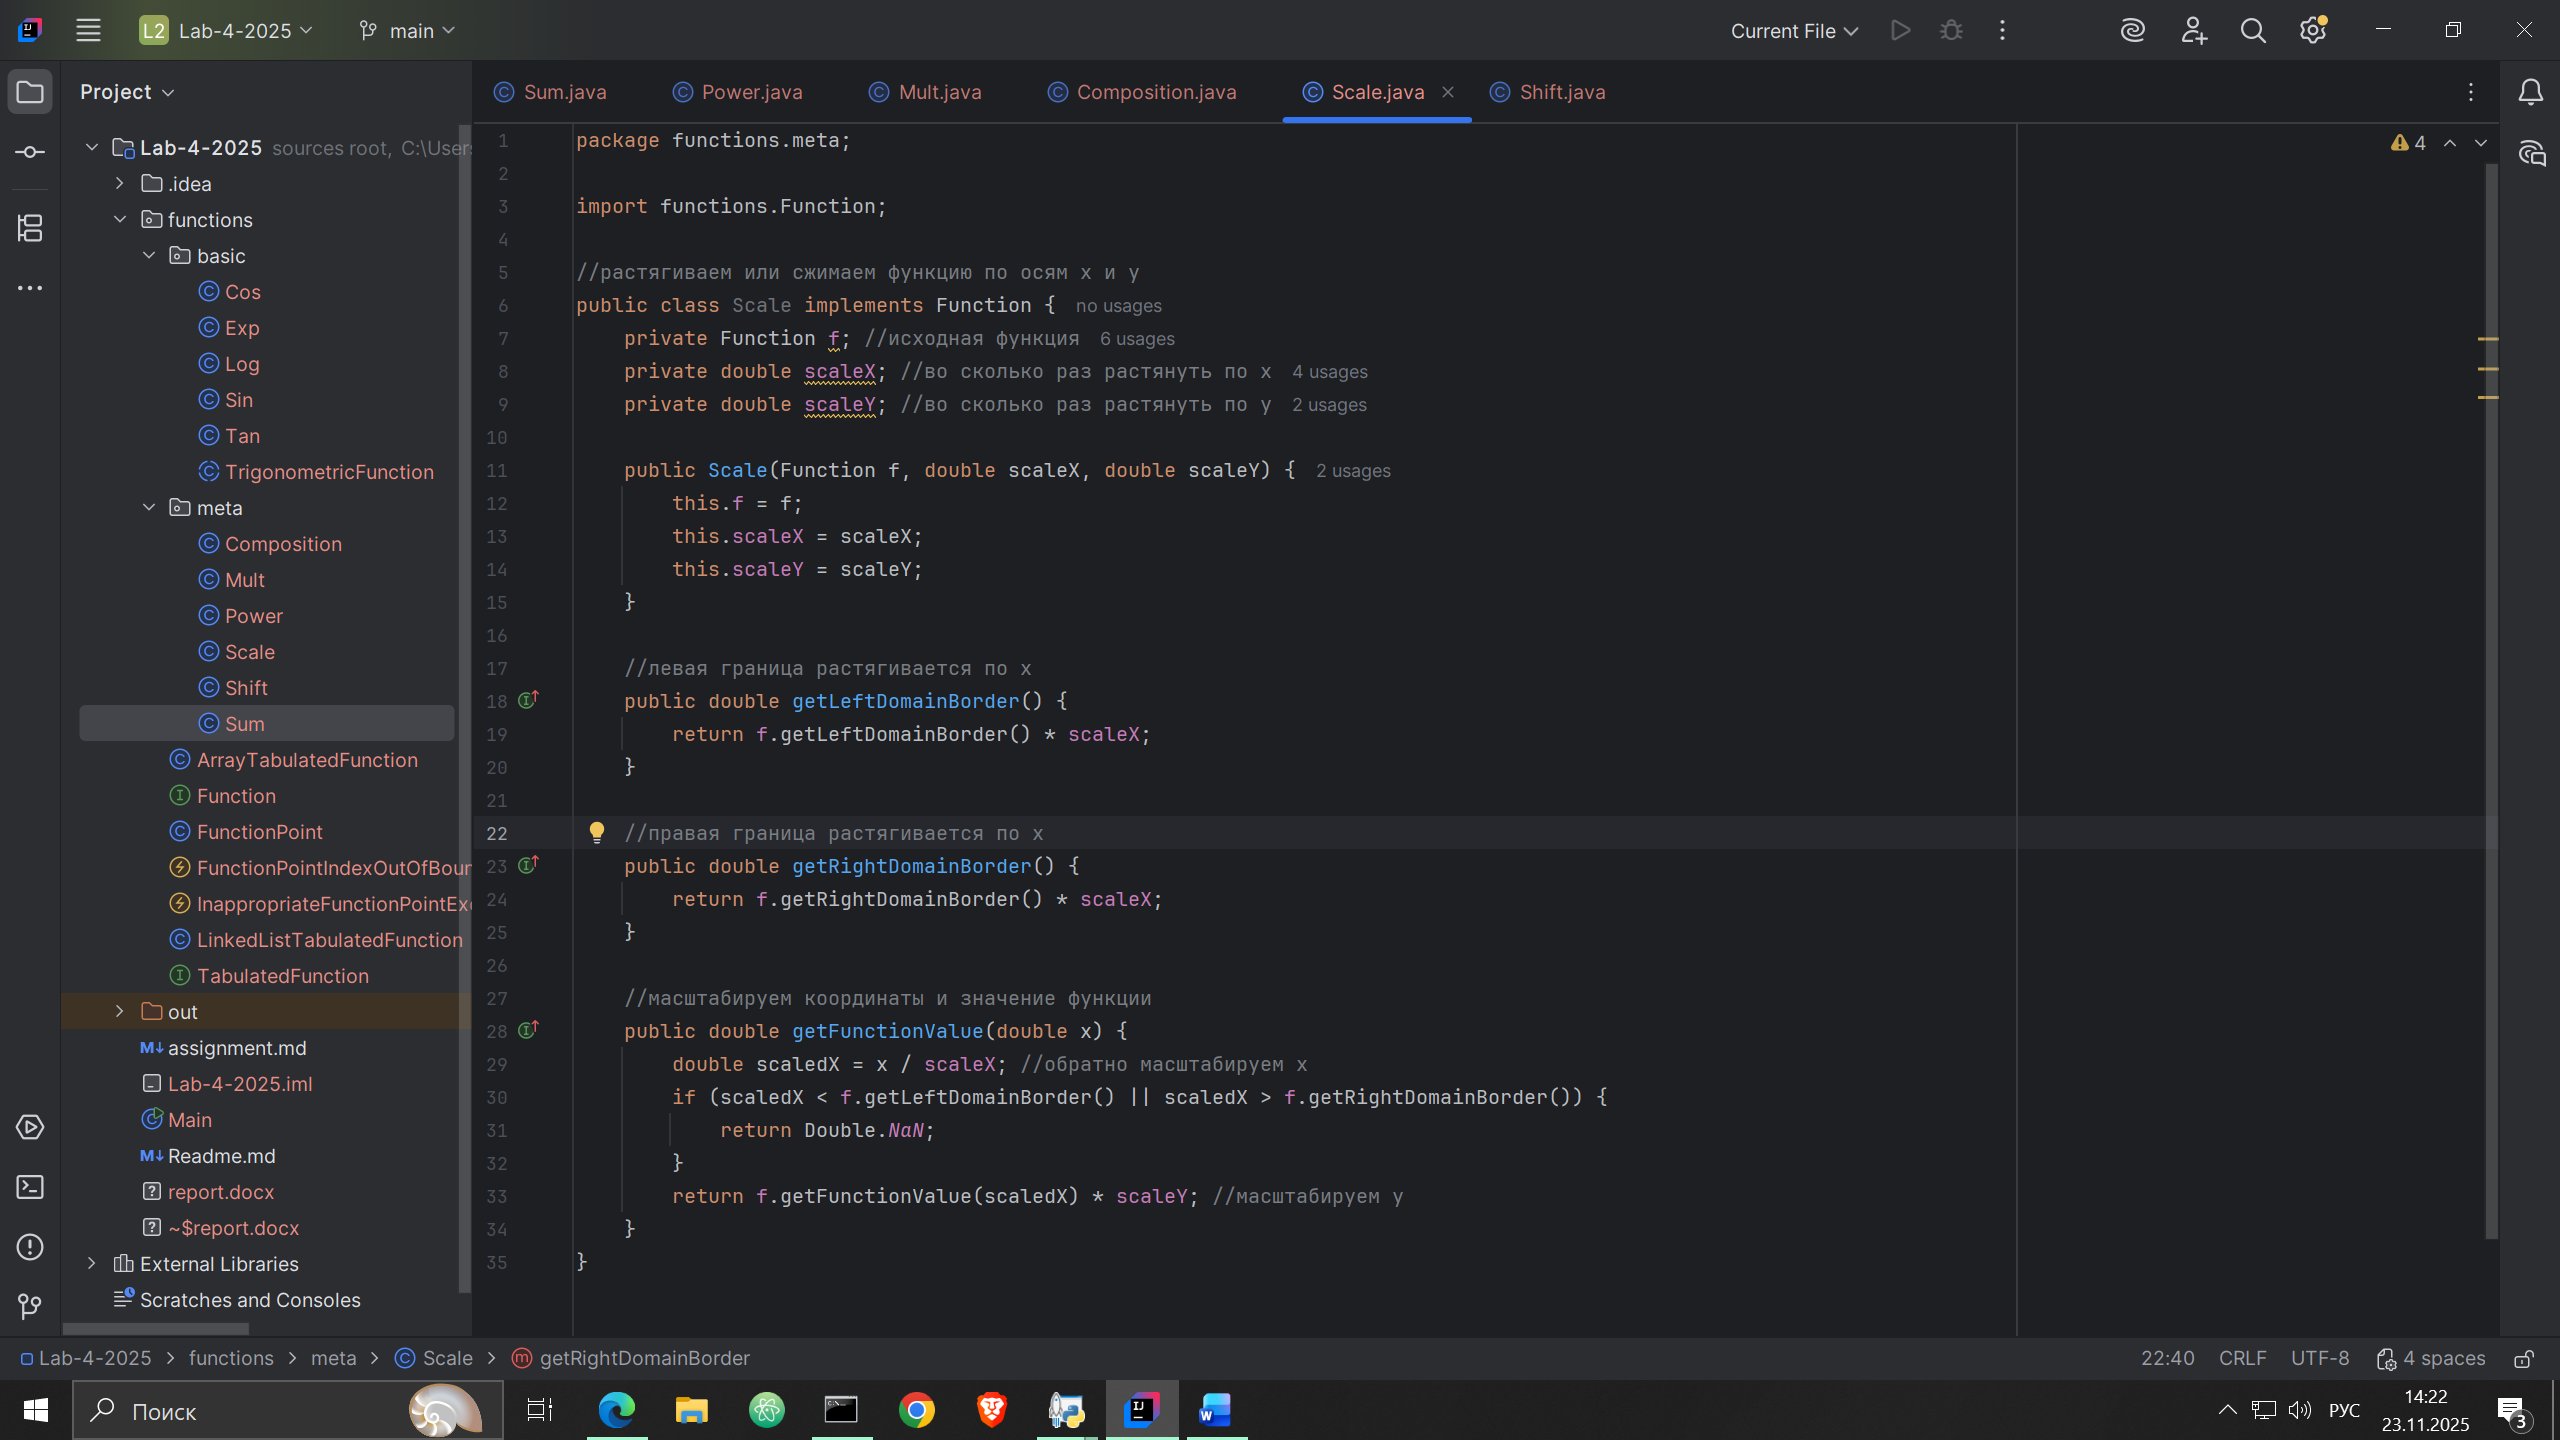 L2 Lab-4-2025 main Current File
Project
Sum.java Power.java Mult.java Composition.java Scale.java Shift.java
Lab-4-2025 sources root, C:\User
.idea
functions
basic
Cos
Exp
Log
Sin
Tan
TrigonometricFunction
meta
Composition
Mult
Power
Scale
Shift
Sum
ArrayTabulatedFunction
Function
FunctionPoint
FunctionPointIndexOutOfBour
InappropriateFunctionPointEx
LinkedListTabulatedFunction
TabulatedFunction
out
assignment.md
Lab-4-2025.iml
Main
Readme.md
report.docx
~$report.docx
External Libraries
Scratches and Consoles
4
1 package functions.meta;
2
3 import functions.Function;
4
5 //растягиваем или сжимаем функцию по осям x и y
6 public class Scale implements Function { no usages
7 private Function f; //исходная функция 6 usages
8 private double scaleX; //во сколько раз растянуть по x 4 usages
9 private double scaleY; //во сколько раз растянуть по y 2 usages
10
11 public Scale(Function f, double scaleX, double scaleY) { 2 usages
12 this.f = f;
13 this.scaleX = scaleX;
14 this.scaleY = scaleY;
15 }
16
17 //левая граница растягивается по x
18 public double getLeftDomainBorder() {
19 return f.getLeftDomainBorder() * scaleX;
20 }
21
22 //правая граница растягивается по x
23 public double getRightDomainBorder() {
24 return f.getRightDomainBorder() * scaleX;
25 }
26
27 //масштабируем координаты и значение функции
28 public double getFunctionValue(double x) {
29 double scaledX = x / scaleX; //обратно масштабируем x
30 if (scaledX < f.getLeftDomainBorder() || scaledX > f.getRightDomainBorder()) {
31 return Double.NaN;
32 }
33 return f.getFunctionValue(scaledX) * scaleY; //масштабируем y
34 }
35 }
Lab-4-2025 > functions > meta > Scale > getRightDomainBorder 22:40 CRLF UTF-8 4 spaces
Поиск РУС 14:22
23.11.2025 3